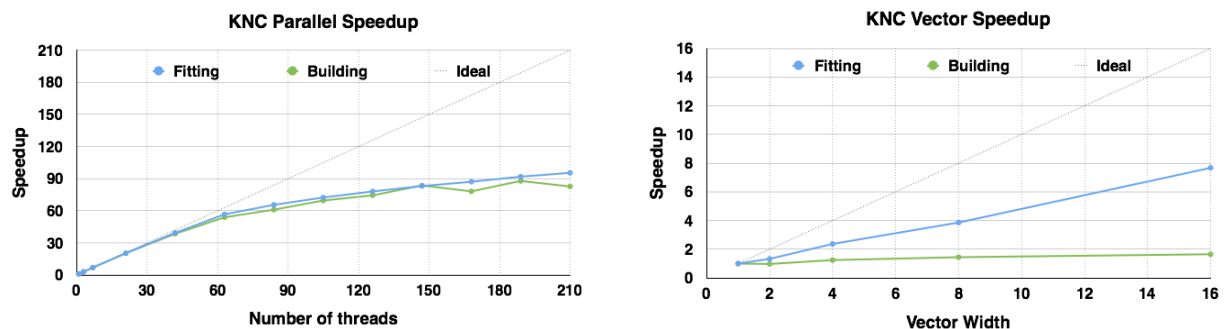 KNC Parallel Speedup
210
180
150
120
90
60
30
0
Speedup
Fitting Building Ideal
0 30 60 90 120 150 180 210
Number of threads
KNC Vector Speedup
16
14
12
10
8
6
4
2
0
Speedup
Fitting Building Ideal
0 2 4 6 8 10 12 14 16
Vector Width